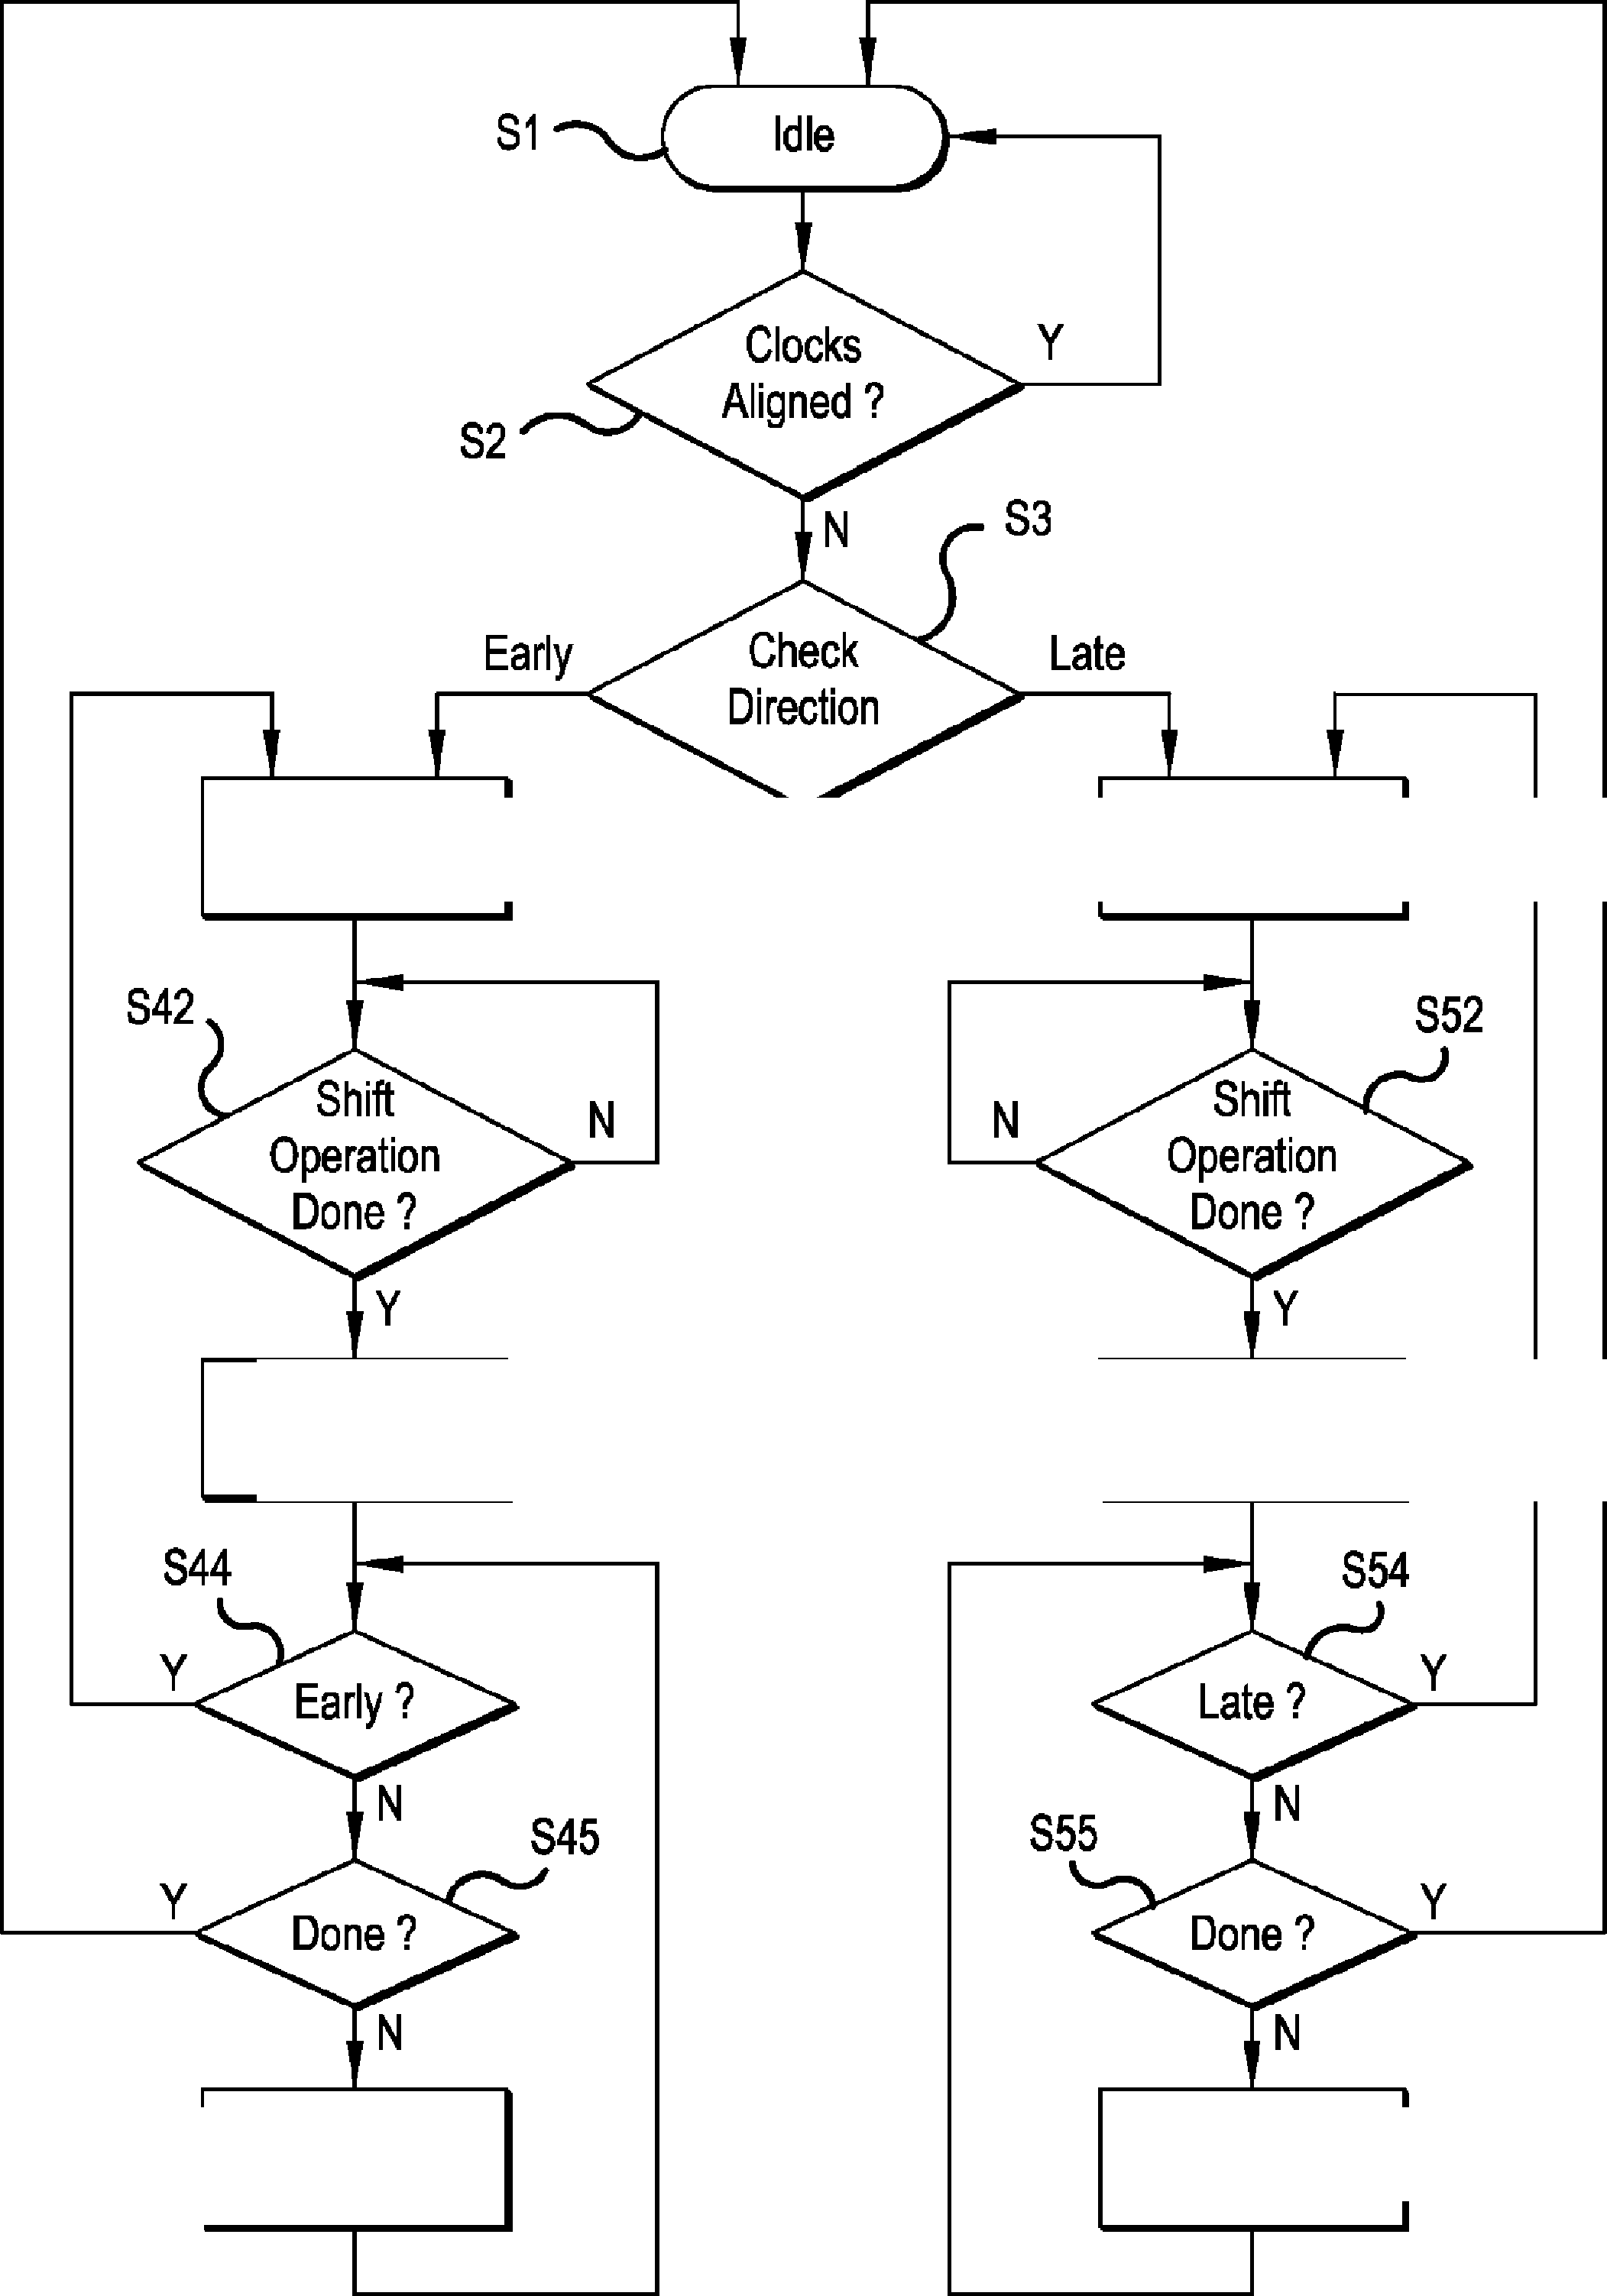 S1
Idle
Clocks
Aligned ?
Y
S2
N
S3
Early
Check
Direction
Late
S42
Shift
Operation
Done ?
N
Y
S52
Shift
Operation
Done ?
N
Y
S44
Early ?
Y
N
S45
Done ?
Y
N
S54
Late ?
Y
N
S55
Done ?
Y
N